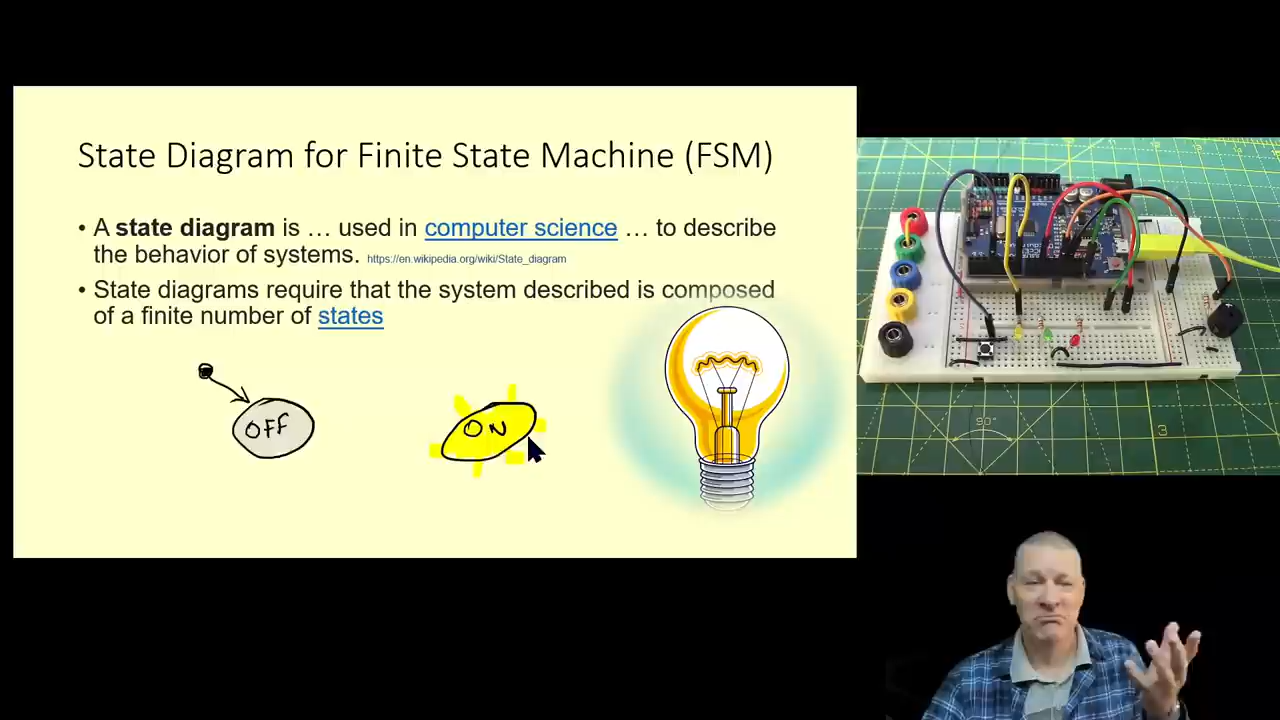 State Diagram for Finite State Machine (FSM)
• A state diagram is … used in computer science … to describe
the behavior of systems. https://en.wikipedia.org/wiki/State_diagram
• State diagrams require that the system described is composed
of a finite number of states
OFF
ON
90°
3